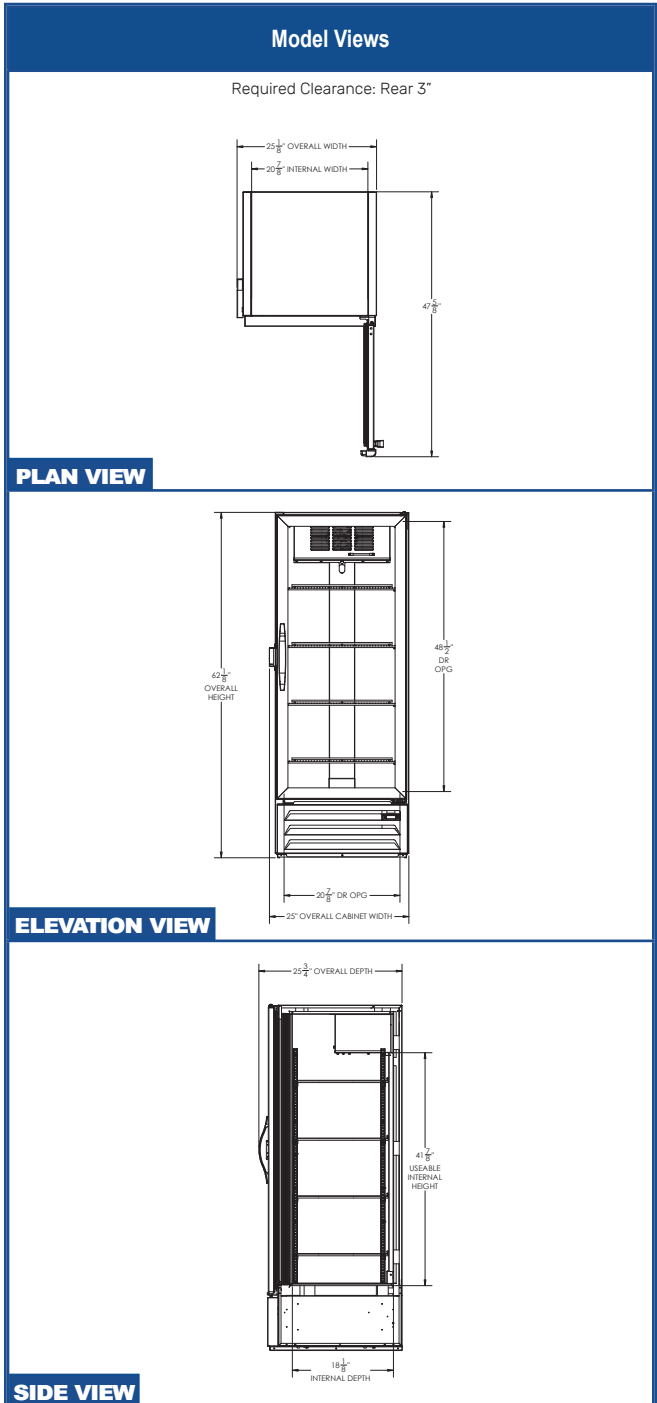 Model Views
Required Clearance: Rear 3”
25 1/8" OVERALL WIDTH
20 7/8" INTERNAL WIDTH
47 5/8"
PLAN VIEW
62 1/8"
OVERALL
HEIGHT
48 1/2"
DR
OPG
20 7/8" DR OPG
25" OVERALL CABINET WIDTH
ELEVATION VIEW
25 3/4" OVERALL DEPTH
41 7/8"
USEABLE
INTERNAL
HEIGHT
18 1/8"
INTERNAL DEPTH
SIDE VIEW